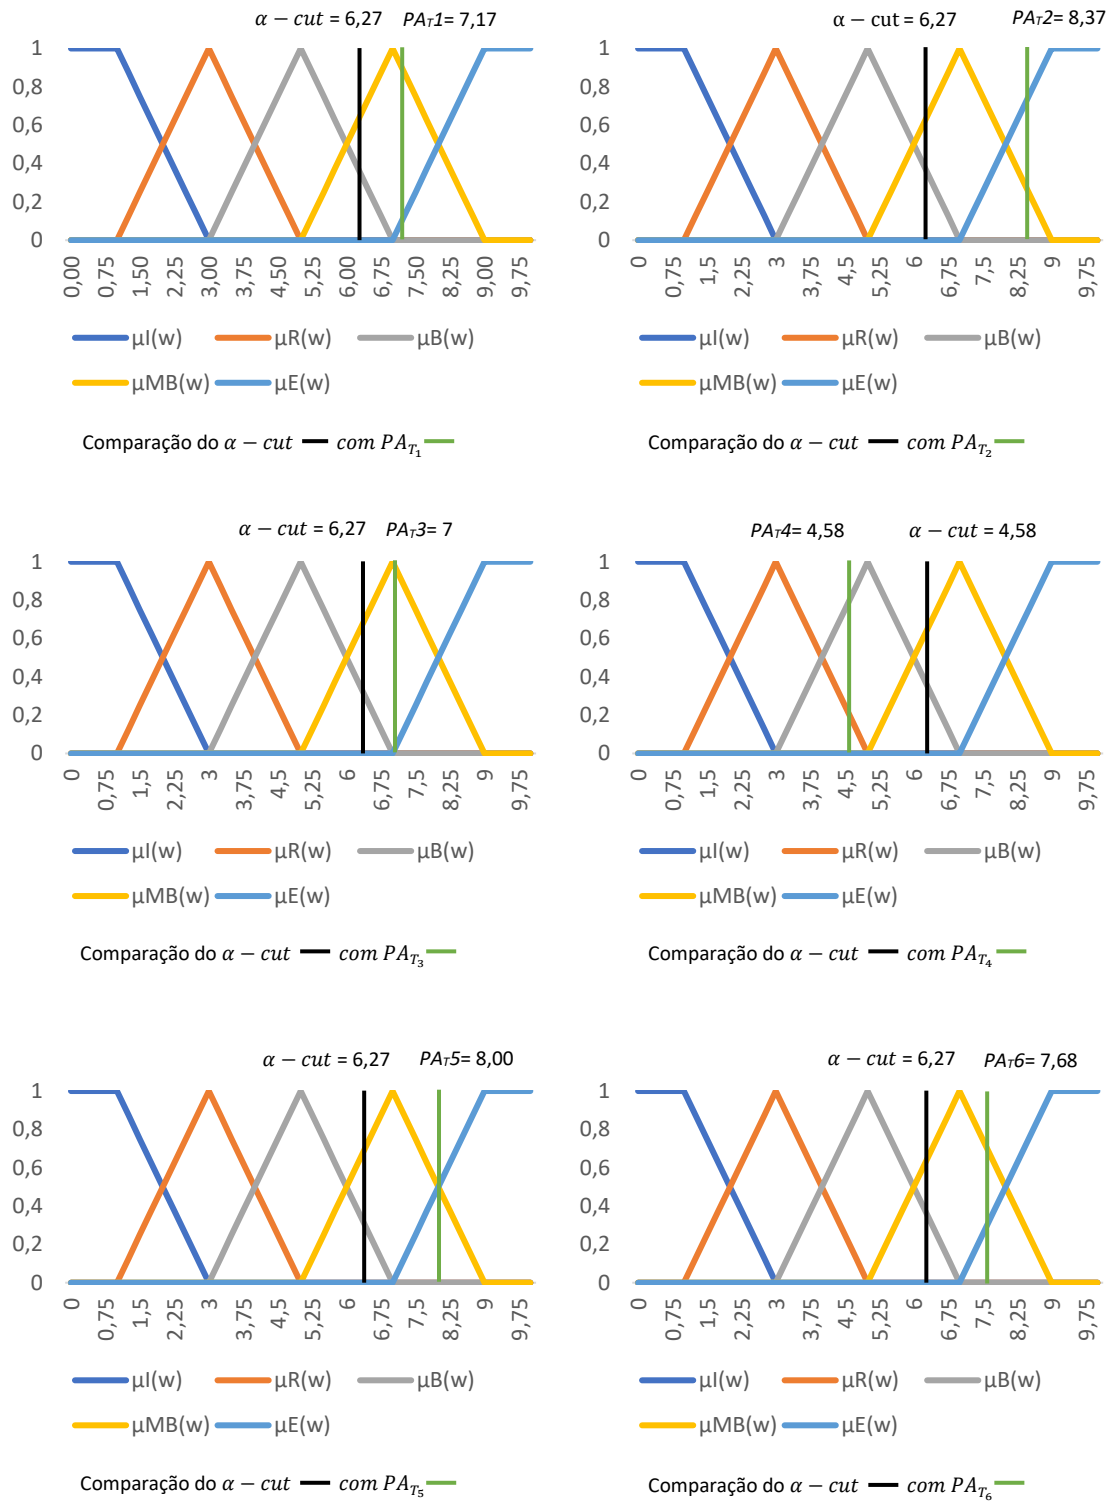 α − cut = 6,27 PA_T1= 7,17
1
0,8
0,6
0,4
0,2
0
0,00 0,75 1,50 2,25 3,00 3,75 4,50 5,25 6,00 6,75 7,50 8,25 9,00 9,75
μI(w) μR(w) μB(w)
μMB(w) μE(w)
Comparação do α − cut com PA_T₁
α − cut = 6,27 PA_T2= 8,37
1
0,8
0,6
0,4
0,2
0
0 0,75 1,5 2,25 3 3,75 4,5 5,25 6 6,75 7,5 8,25 9 9,75
μI(w) μR(w) μB(w)
μMB(w) μE(w)
Comparação do α − cut com PA_T₂
α − cut = 6,27 PA_T3= 7
1
0,8
0,6
0,4
0,2
0
0 0,75 1,5 2,25 3 3,75 4,5 5,25 6 6,75 7,5 8,25 9 9,75
μI(w) μR(w) μB(w)
μMB(w) μE(w)
Comparação do α − cut com PA_T₃
PA_T4= 4,58 α − cut = 4,58
1
0,8
0,6
0,4
0,2
0
0 0,75 1,5 2,25 3 3,75 4,5 5,25 6 6,75 7,5 8,25 9 9,75
μI(w) μR(w) μB(w)
μMB(w) μE(w)
Comparação do α − cut com PA_T₄
α − cut = 6,27 PA_T5= 8,00
1
0,8
0,6
0,4
0,2
0
0 0,75 1,5 2,25 3 3,75 4,5 5,25 6 6,75 7,5 8,25 9 9,75
μI(w) μR(w) μB(w)
μMB(w) μE(w)
Comparação do α − cut com PA_T₅
α − cut = 6,27 PA_T6= 7,68
1
0,8
0,6
0,4
0,2
0
0 0,75 1,5 2,25 3 3,75 4,5 5,25 6 6,75 7,5 8,25 9 9,75
μI(w) μR(w) μB(w)
μMB(w) μE(w)
Comparação do α − cut com PA_T₆